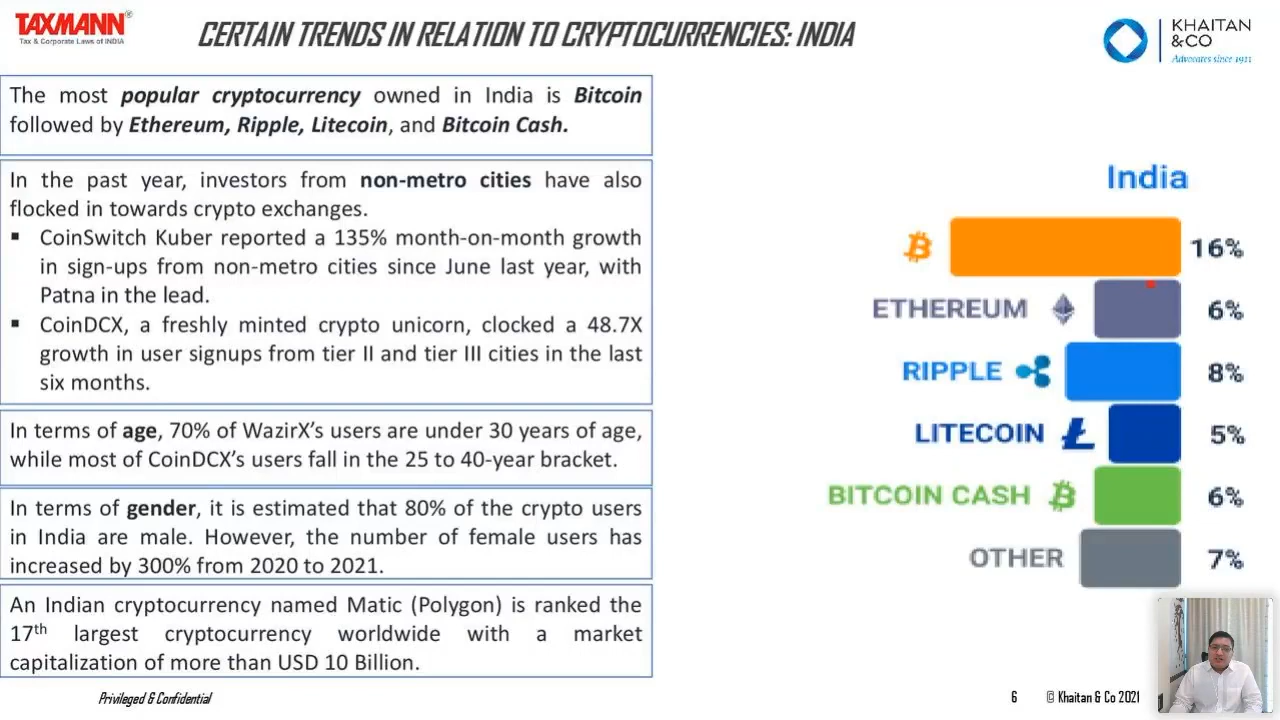 TAXMANN®
Tax & Corporate Laws of INDIA
CERTAIN TRENDS IN RELATION TO CRYPTOCURRENCIES: INDIA
KHAITAN
&CO
Advocates since 1911
The most popular cryptocurrency owned in India is Bitcoin
followed by Ethereum, Ripple, Litecoin, and Bitcoin Cash.
In the past year, investors from non-metro cities have also
flocked in towards crypto exchanges.
▪ CoinSwitch Kuber reported a 135% month-on-month growth
in sign-ups from non-metro cities since June last year, with
Patna in the lead.
▪ CoinDCX, a freshly minted crypto unicorn, clocked a 48.7X
growth in user signups from tier II and tier III cities in the last
six months.
In terms of age, 70% of WazirX's users are under 30 years of age,
while most of CoinDCX's users fall in the 25 to 40-year bracket.
In terms of gender, it is estimated that 80% of the crypto users
in India are male. However, the number of female users has
increased by 300% from 2020 to 2021.
An Indian cryptocurrency named Matic (Polygon) is ranked the
17th largest cryptocurrency worldwide with a market
capitalization of more than USD 10 Billion.
India
16%
ETHEREUM 6%
RIPPLE 8%
LITECOIN 5%
BITCOIN CASH 6%
OTHER 7%
Privileged & Confidential
6
© Khaitan & Co 2021